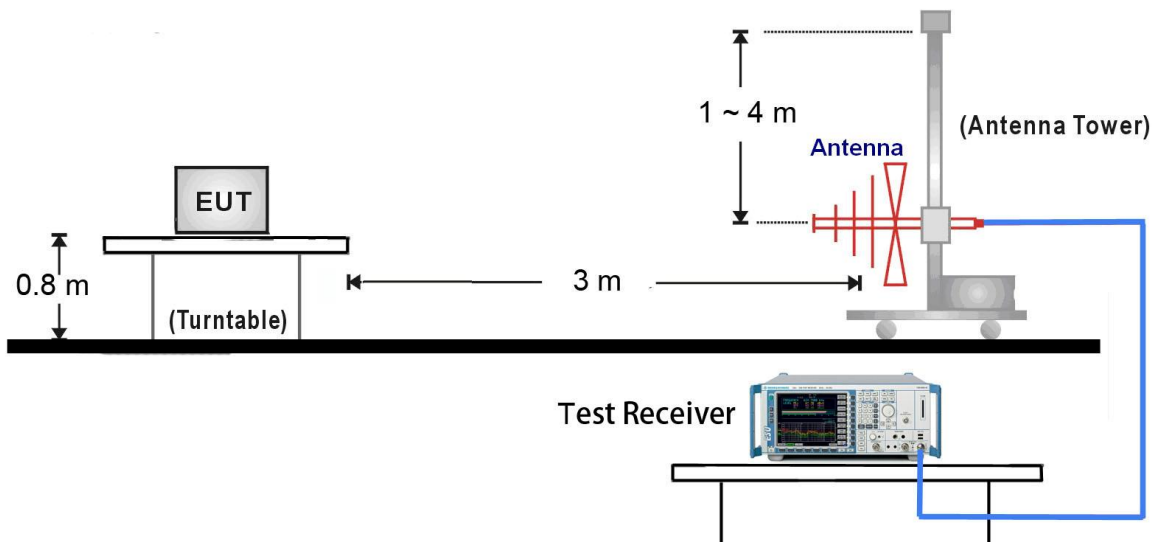 1 ~ 4 m
(Antenna Tower)
Antenna
EUT
0.8 m
3 m
(Turntable)
Test Receiver